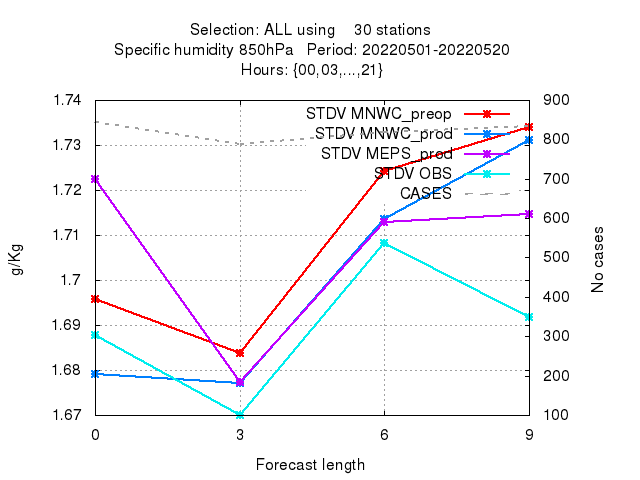 Selection: ALL using 30 stations
Specific humidity 850hPa Period: 20220501-20220520
Hours: {00,03,...,21}
1.74
1.73
1.72
1.71
1.7
1.69
1.68
1.67
900
800
700
600
500
400
300
200
100
STDV MNWC_preop
STDV MNWC_prod
STDV MEPS_prod
STDV OBS
CASES
g/Kg
No cases
0 3 6 9
Forecast length